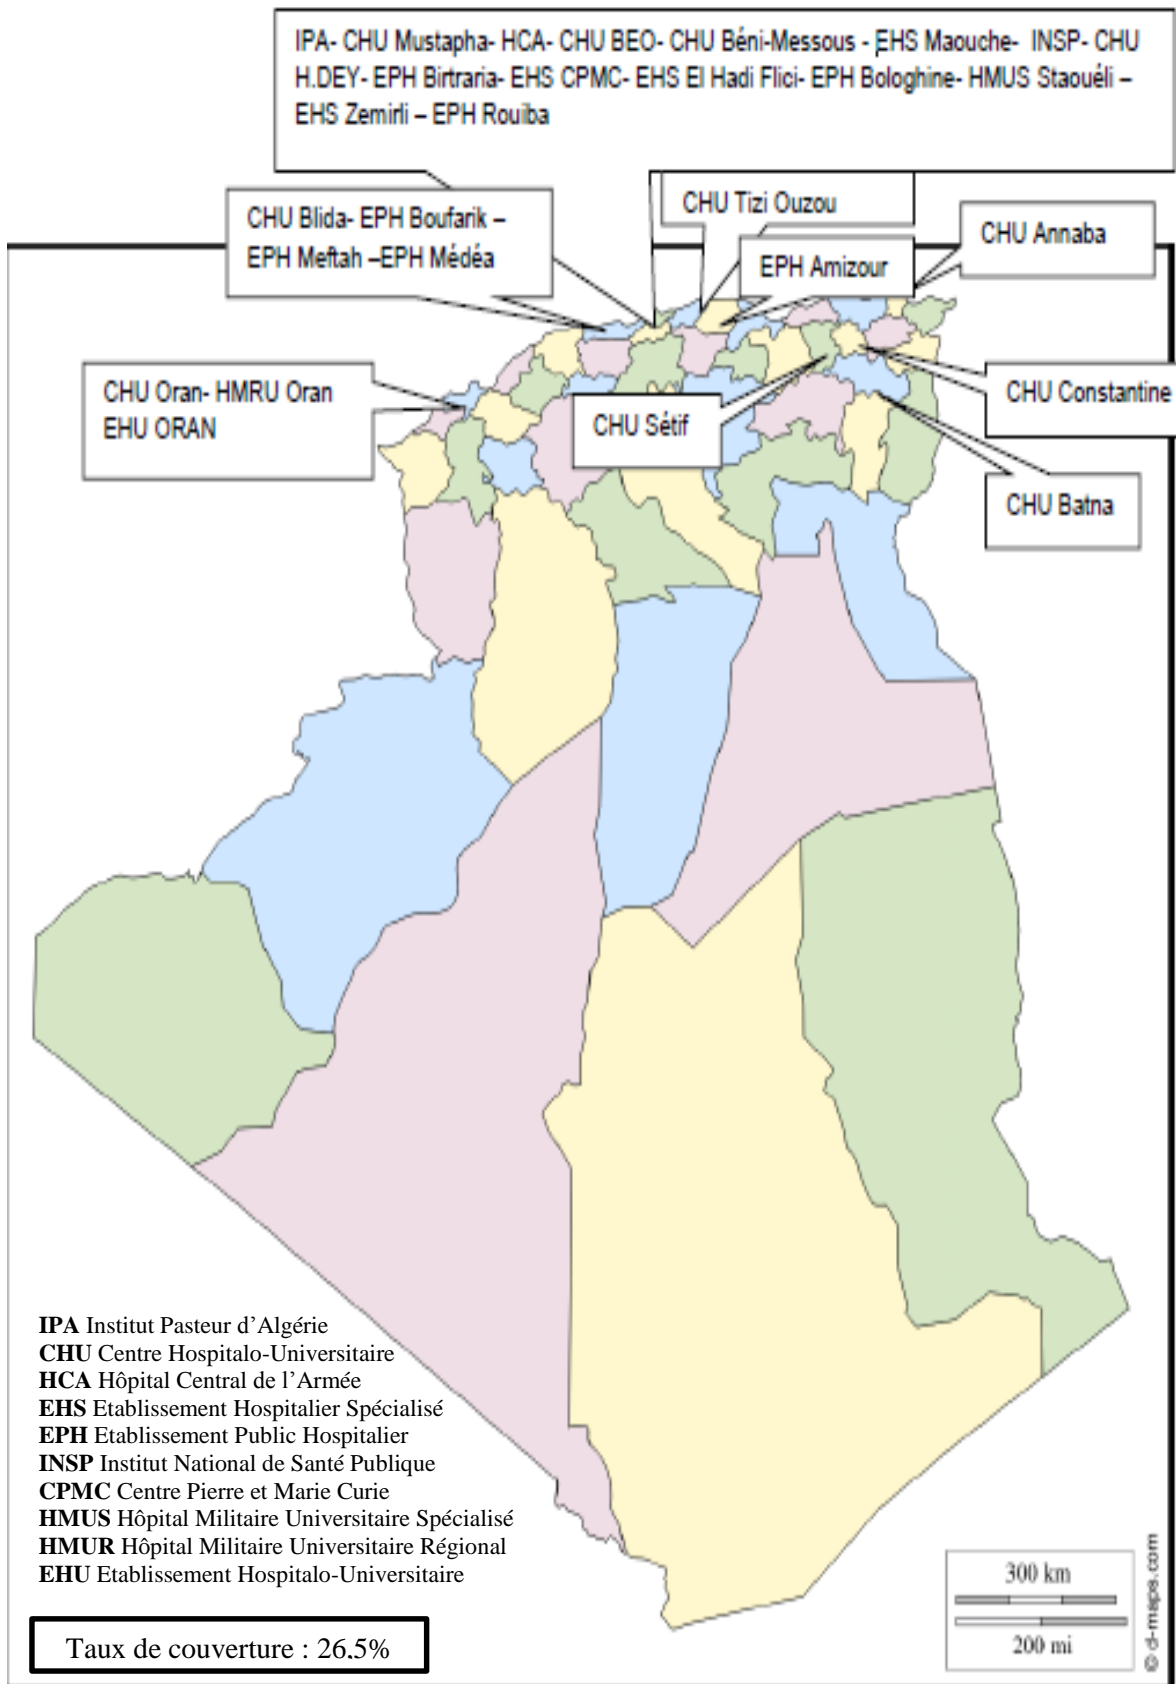 IPA- CHU Mustapha- HCA- CHU BEO- CHU Béni-Messous - EHS Maouche- INSP- CHU
H.DEY- EPH Birtraria- EHS CPMC- EHS El Hadi Flici- EPH Bologhine- HMUS Staouéli –
EHS Zemirli – EPH Rouiba
CHU Blida- EPH Boufarik –
EPH Meftah –EPH Médéa
CHU Tizi Ouzou
CHU Annaba
EPH Amizour
CHU Oran- HMRU Oran
EHU ORAN
CHU Sétif
CHU Constantine
CHU Batna
IPA Institut Pasteur d’Algérie
CHU Centre Hospitalo-Universitaire
HCA Hôpital Central de l’Armée
EHS Etablissement Hospitalier Spécialisé
EPH Etablissement Public Hospitalier
INSP Institut National de Santé Publique
CPMC Centre Pierre et Marie Curie
HMUS Hôpital Militaire Universitaire Spécialisé
HMUR Hôpital Militaire Universitaire Régional
EHU Etablissement Hospitalo-Universitaire
Taux de couverture : 26,5%
300 km
200 mi
© d-maps.com